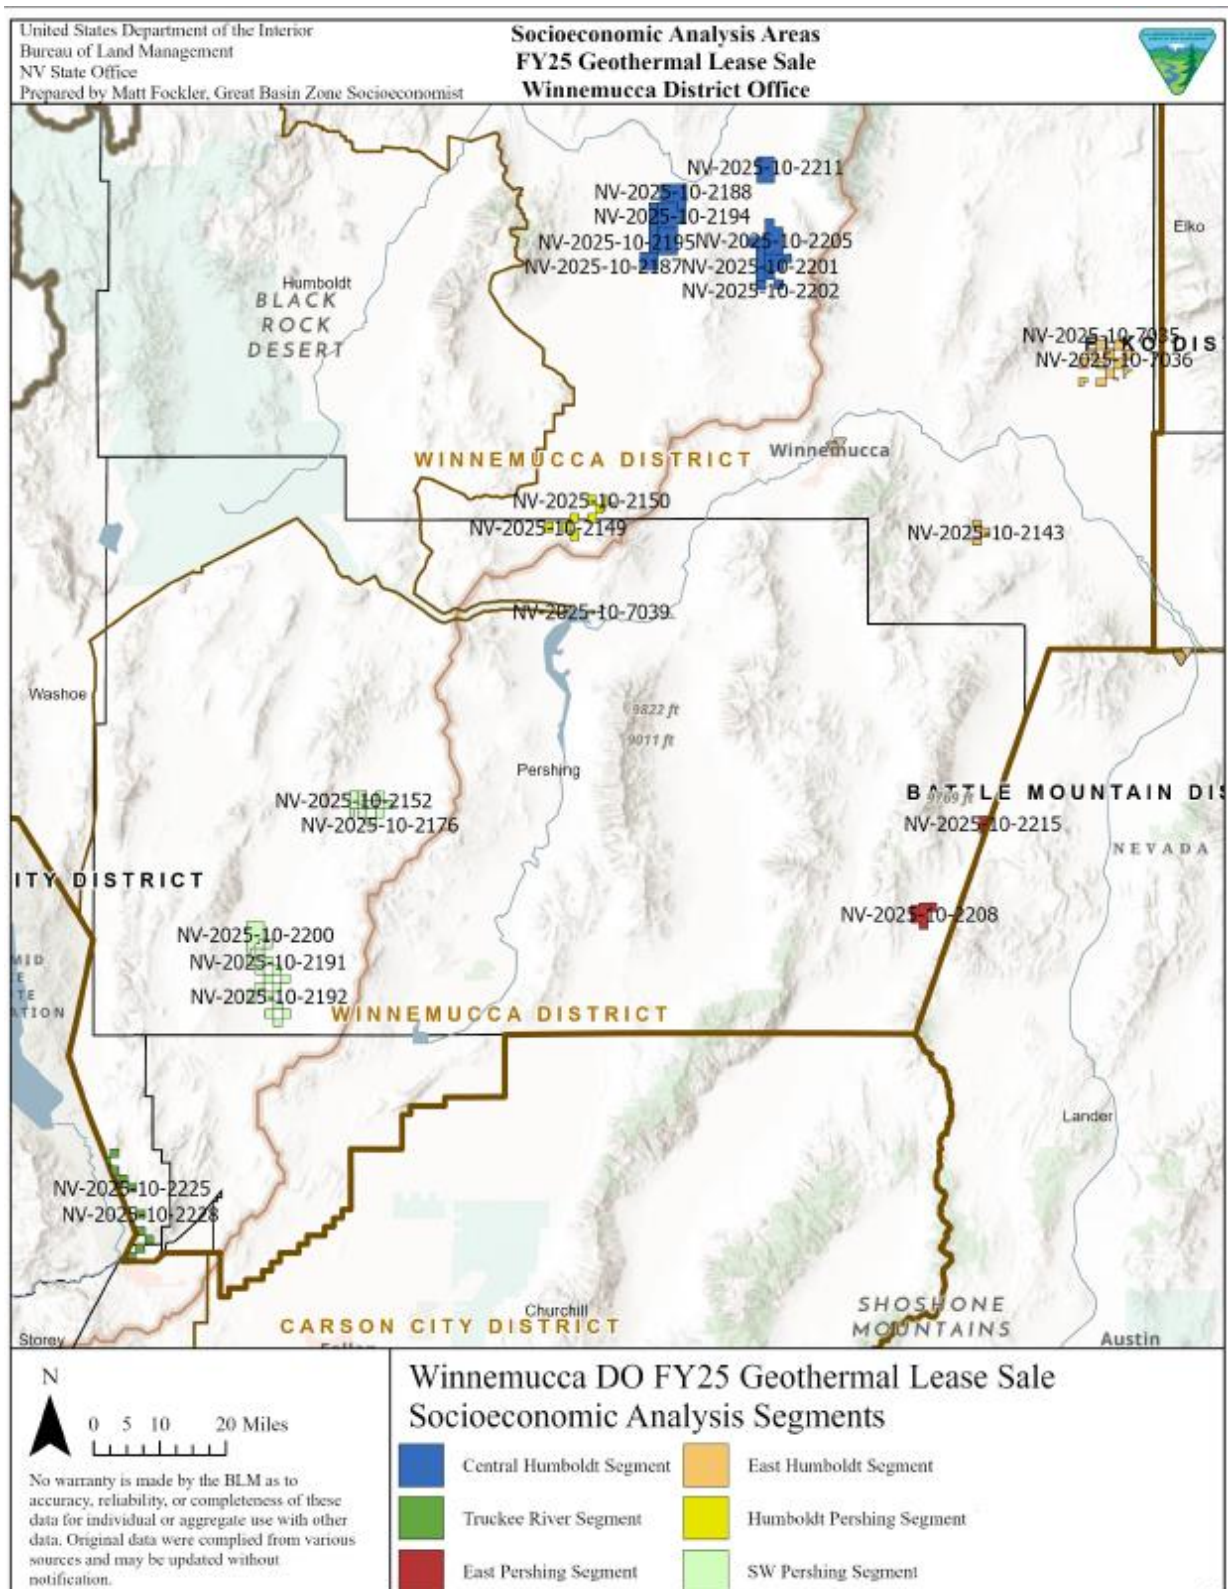 United States Department of the Interior
Bureau of Land Management
NV State Office
Prepared by Matt Fockler, Great Basin Zone Socioeconomist
Socioeconomic Analysis Areas
FY25 Geothermal Lease Sale
Winnemucca District Office
NV-2025-10-2211
NV-2025-10-2188
NV-2025-10-2194
NV-2025-10-2195
NV-2025-10-2205
NV-2025-10-2187
NV-2025-10-2201
NV-2025-10-2202
Elko
Humboldt
BLACK
ROCK
DESERT
NV-2025-10-7035
KO DIS
NV-2025-10-7036
WINNEMUCCA DISTRICT
Winnemucca
NV-2025-10-2150
NV-2025-10-2149
NV-2025-10-2143
NV-2025-10-7039
Washoe
9822 ft
9011 ft
Pershing
NV-2025-10-2152
NV-2025-10-2176
BATTLE MOUNTAIN DIS
9769 ft
NV-2025-10-2215
NEVADA
ITY DISTRICT
NV-2025-10-2208
NV-2025-10-2200
NV-2025-10-2191
NV-2025-10-2192
MID
E
TE
ATION
WINNEMUCCA DISTRICT
Lander
NV-2025-10-2225
NV-2025-10-2228
Churchill
SHOSHONE
MOUNTAINS
CARSON CITY DISTRICT
Storey
Austin
N
0 5 10 20 Miles
No warranty is made by the BLM as to
accuracy, reliability, or completeness of these
data for individual or aggregate use with other
data. Original data were complied from various
sources and may be updated without
notification.
Winnemucca DO FY25 Geothermal Lease Sale
Socioeconomic Analysis Segments
Central Humboldt Segment
East Humboldt Segment
Truckee River Segment
Humboldt Pershing Segment
East Pershing Segment
SW Pershing Segment